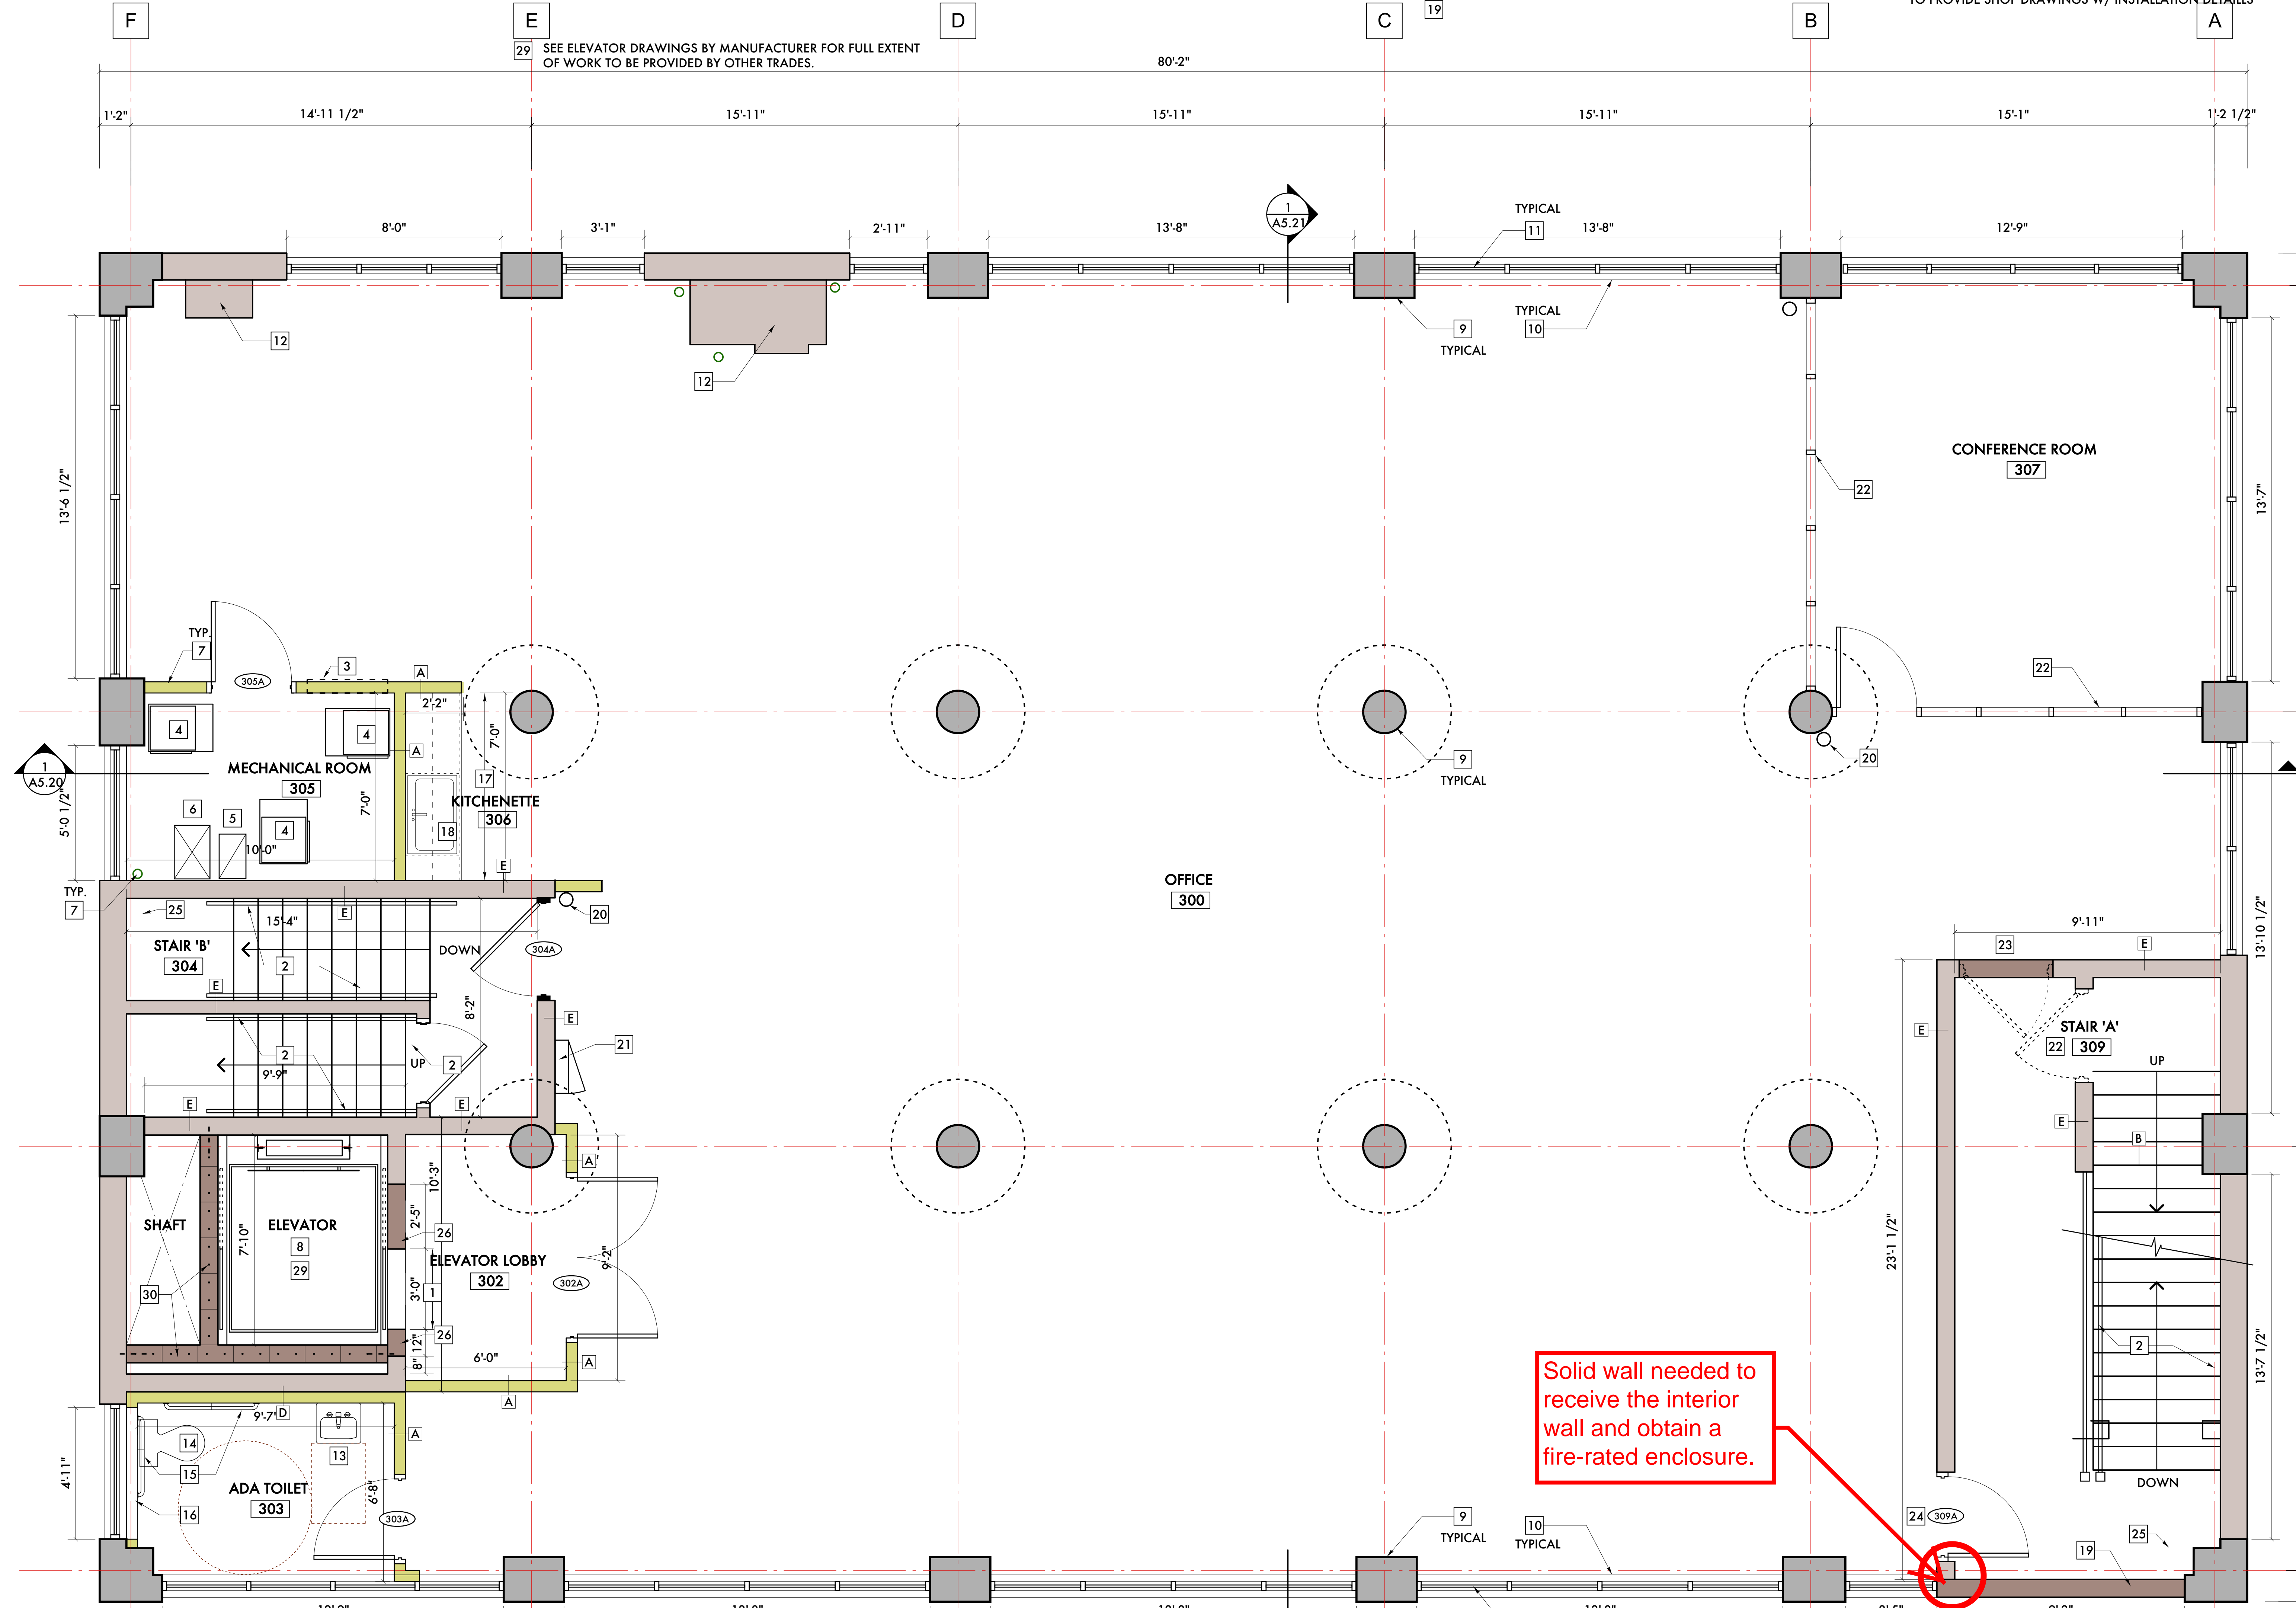 F
E
D
C
B
A
19
29 SEE ELEVATOR DRAWINGS BY MANUFACTURER FOR FULL EXTENT
OF WORK TO BE PROVIDED BY OTHER TRADES.
TO PROVIDE SHOP DRAWINGS W/ INSTALLATION DETAILS
80'-2"
1'-2"
14'-11 1/2"
15'-11"
15'-11"
15'-11"
15'-1"
1'-2 1/2"
1
A5.21
TYPICAL
11
8'-0"
3'-1"
2'-11"
13'-8"
13'-8"
12'-9"
12
12
9
TYPICAL
TYPICAL
10
13'-6 1/2"
CONFERENCE ROOM
307
22
13'-7"
TYP.
7
3
A
305A
22
2'-2"
4
4
A
7'-0"
1
A5.20
MECHANICAL ROOM
305
17
KITCHENETTE
306
9
TYPICAL
20
5'-0 1/2"
6
5
4
7'-0"
18
10'-0"
E
OFFICE
300
TYP.
7
25
15'-4"
E
20
STAIR 'B'
304
DOWN
304A
2
E
8'-2"
E
21
2
9'-9"
UP
2
E
E
9'-11"
23
E
13'-10 1/2"
E
STAIR 'A'
22
309
UP
E
B
A
10'-3"
SHAFT
ELEVATOR
8
29
7'-10"
2'-5"
26
ELEVATOR LOBBY
302
302A
9'-2"
3'-0"
1
30
26
12"
8"
6'-0"
A
A
23'-1 1/2"
2
13'-7 1/2"
Solid wall needed to
receive the interior
wall and obtain a
fire-rated enclosure.
9'-7"
D
A
14
13
15
4'-11"
ADA TOILET
303
6'-8"
16
303A
DOWN
9
TYPICAL
10
TYPICAL
24
309A
25
19